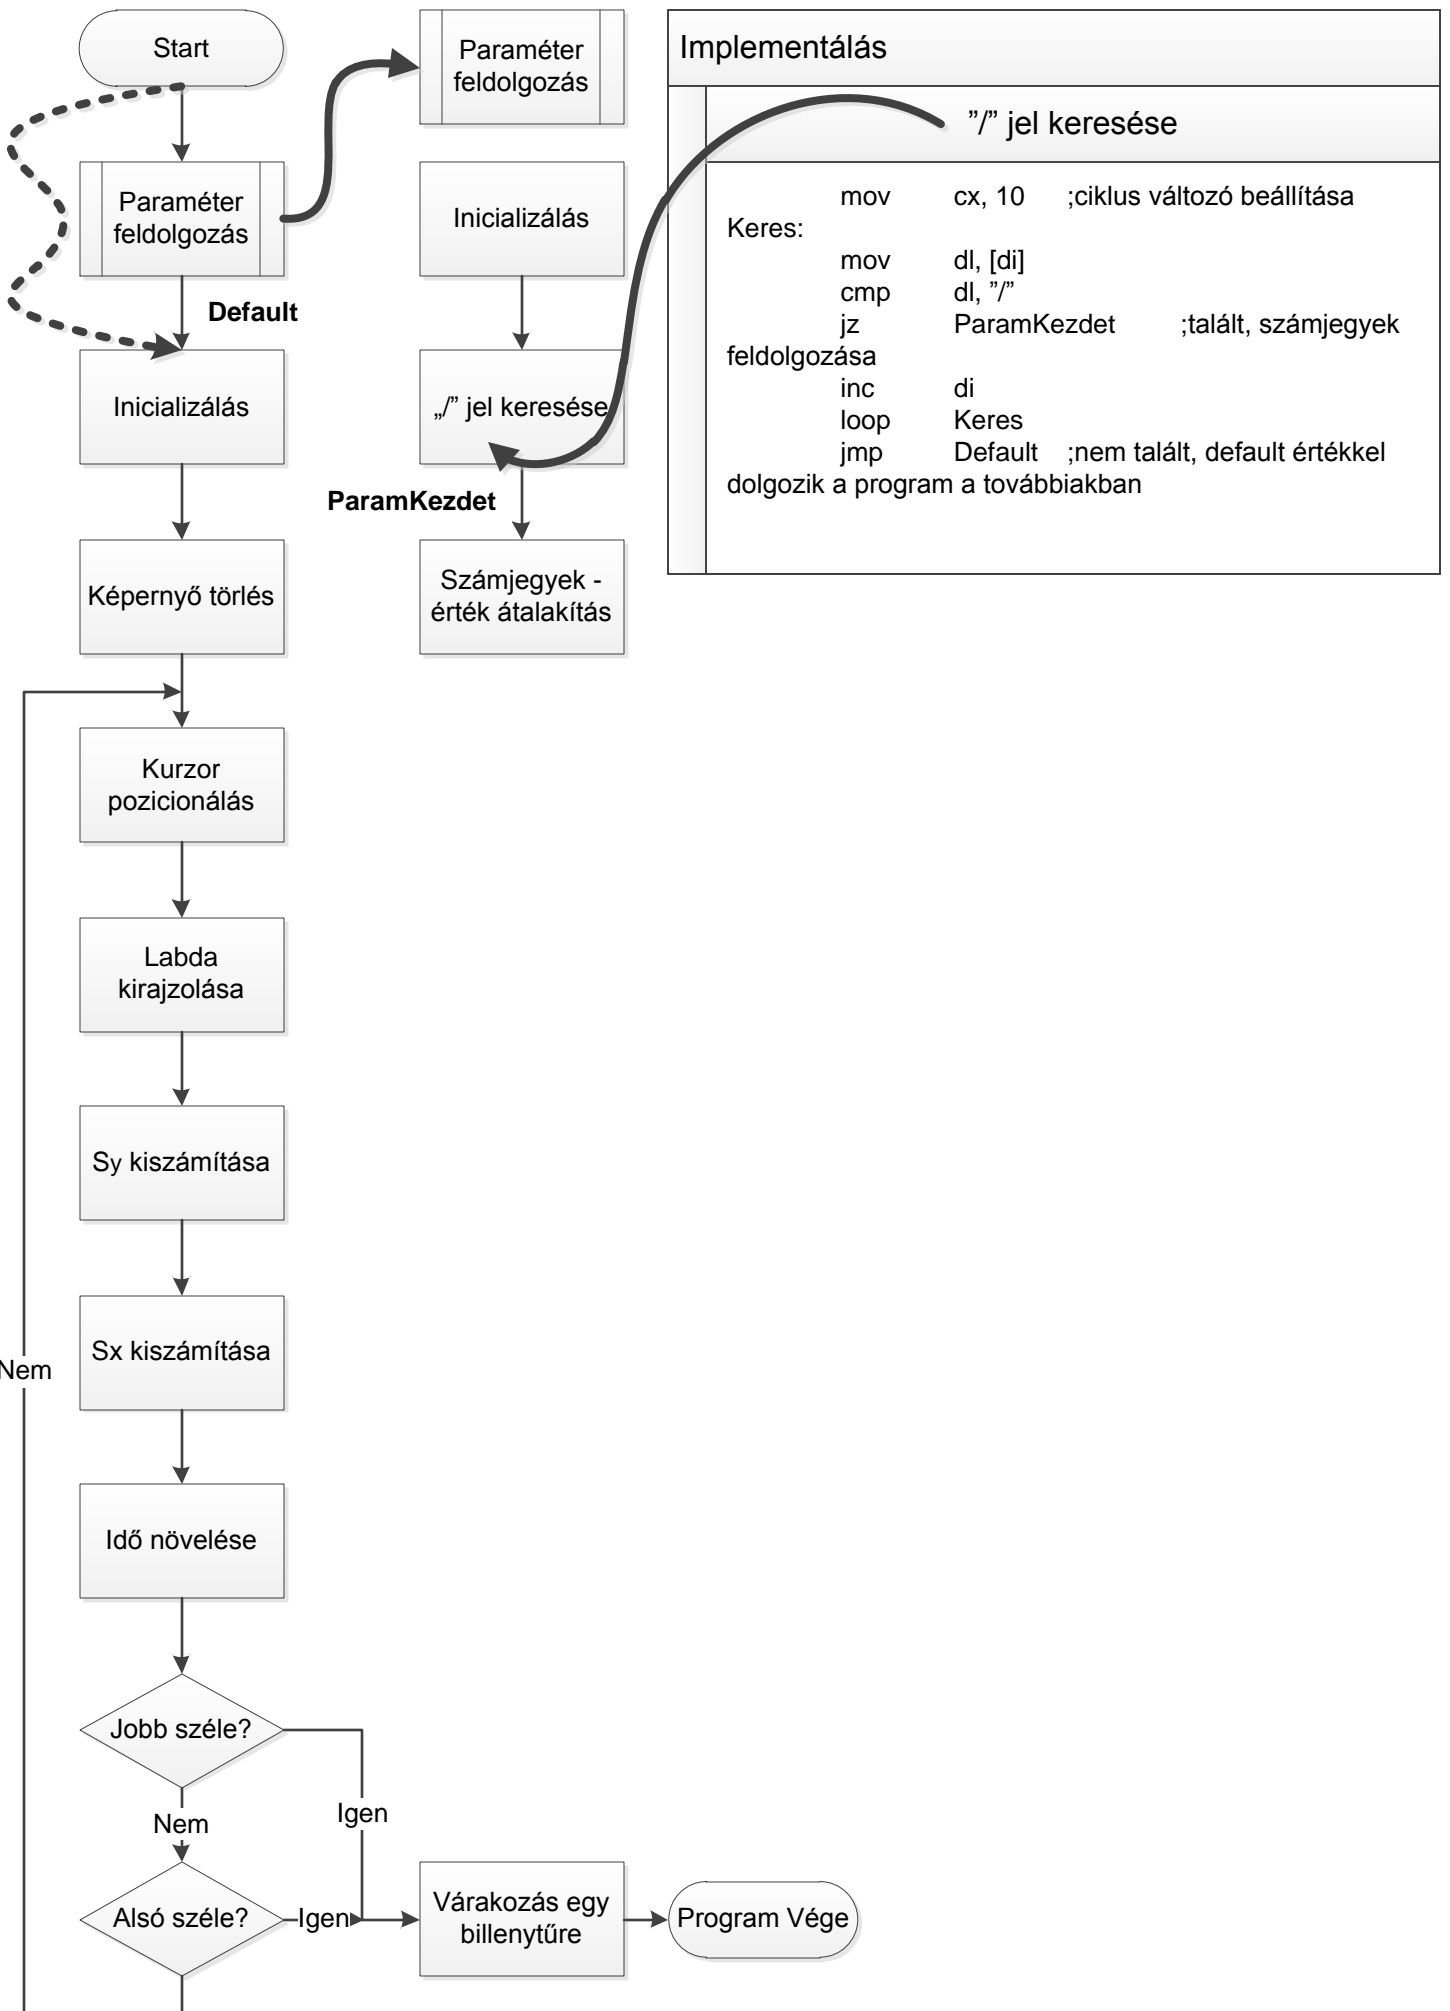 Start
Paraméter
feldolgozás
Default
Inicializálás
Képernyő törlés
Kurzor
pozicionálás
Labda
kirajzolása
Sy kiszámítása
Sx kiszámítása
Nem
Idő növelése
Jobb széle?
Nem
Igen
Alsó széle?
Igen
Várakozás egy
billenytűre
Program Vége
Paraméter
feldolgozás
Inicializálás
„/” jel keresése
ParamKezdet
Számjegyek -
érték átalakítás
Implementálás
”/” jel keresése
mov cx, 10 ;ciklus változó beállítása
Keres:
mov dl, [di]
cmp dl, ”/”
jz ParamKezdet ;talált, számjegyek
feldolgozása
inc di
loop Keres
jmp Default ;nem talált, default értékkel
dolgozik a program a továbbiakban